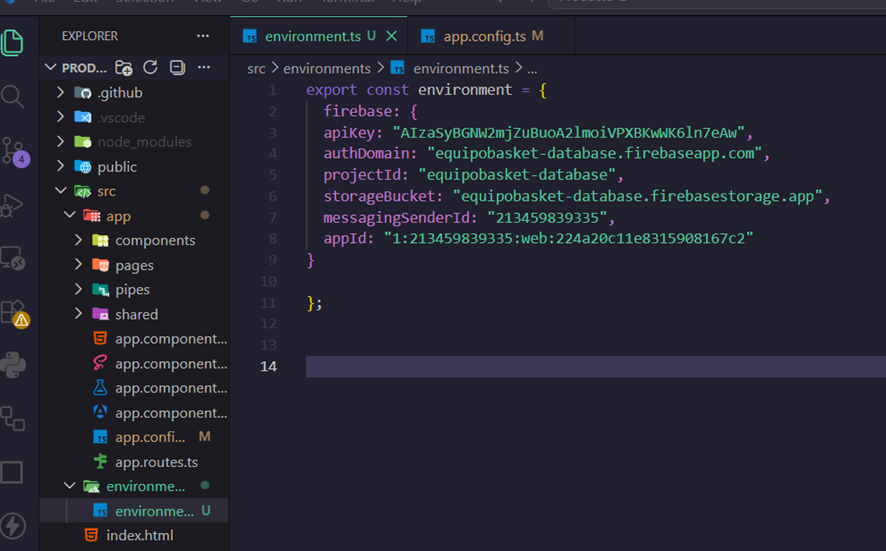 EXPLORER
PROD...
.github
.vscode
node_modules
public
src
app
components
pages
pipes
shared
app.component...
app.component...
app.component...
app.component...
app.confi... M
app.routes.ts
environme...
environme... U
index.html
4
environment.ts U
app.config.ts M
src > environments > environment.ts > ...
1 export const environment = {
2 firebase: {
3 apiKey: "AIzaSyBGNW2mjZuBuoA2lmoiVPXBKwWK6ln7eAw",
4 authDomain: "equipobasket-database.firebaseapp.com",
5 projectId: "equipobasket-database",
6 storageBucket: "equipobasket-database.firebasestorage.app",
7 messagingSenderId: "213459839335",
8 appId: "1:213459839335:web:224a20c11e8315908167c2"
9 }
10
11 };
12
13
14